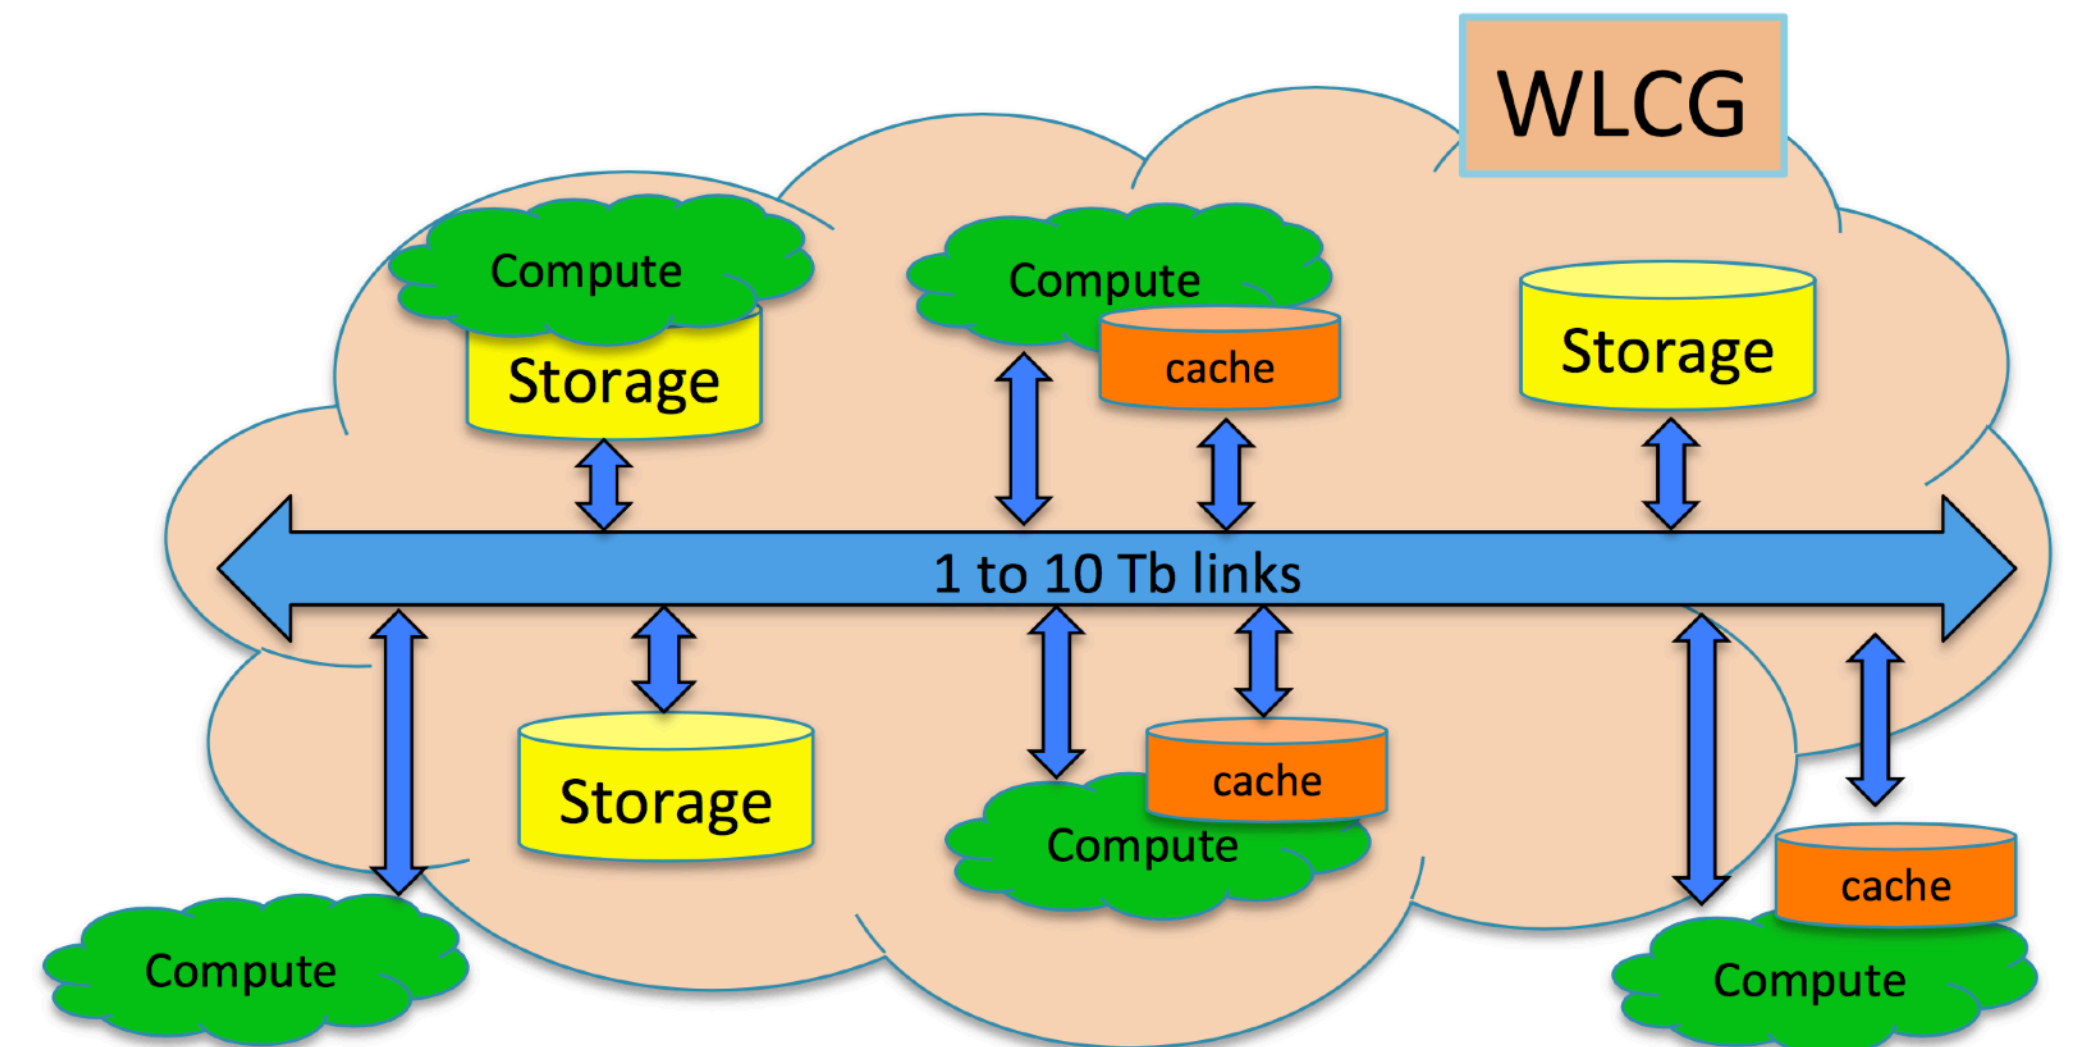 WLCG
Compute
Storage
Compute
cache
Storage
1 to 10 Tb links
Storage
cache
Compute
Compute
cache
Compute